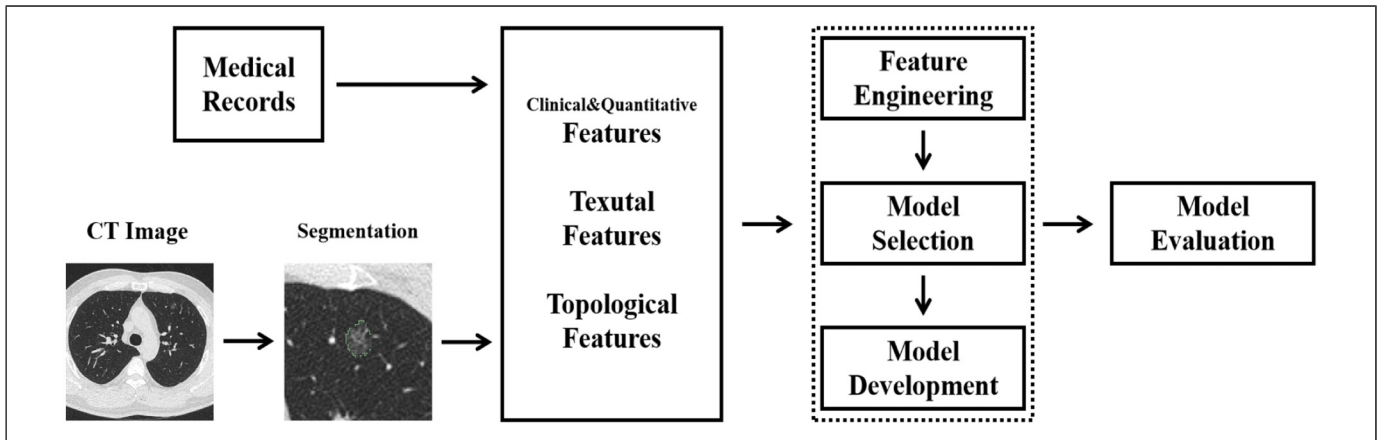 Medical
Records
CT Image
Segmentation
Clinical&Quantitative
Features
Texutal
Features
Topological
Features
Feature
Engineering
Model
Selection
Model
Development
Model
Evaluation